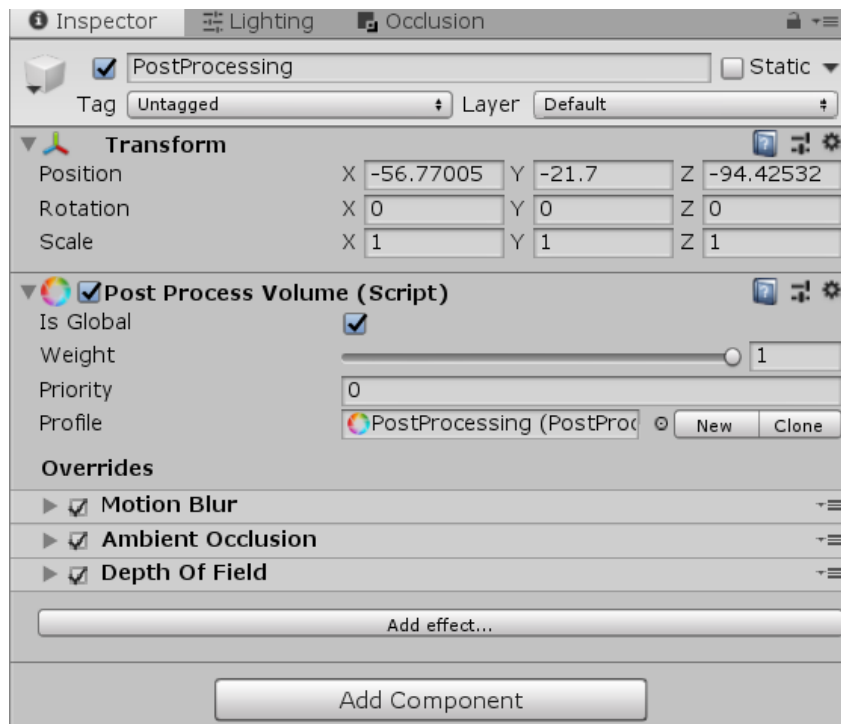 Inspector Lighting Occlusion
PostProcessing Static
Tag Untagged Layer Default
Transform
Position X -56.77005 Y -21.7 Z -94.42532
Rotation X 0 Y 0 Z 0
Scale X 1 Y 1 Z 1
Post Process Volume (Script)
Is Global
Weight 1
Priority 0
Profile PostProcessing (PostProc New Clone
Overrides
Motion Blur
Ambient Occlusion
Depth Of Field
Add effect...
Add Component